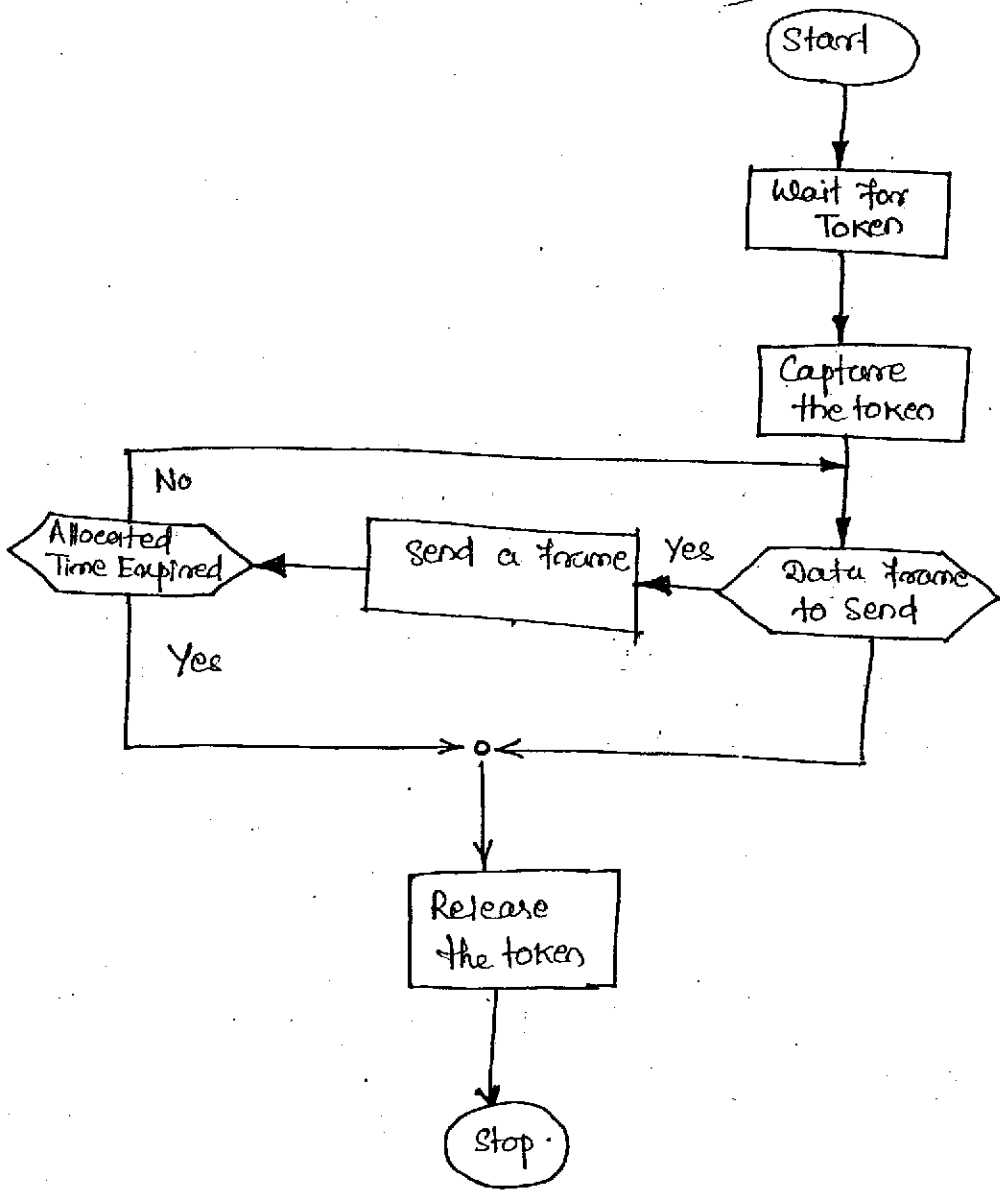 Start
Wait for
Token
Capture
the token
No
Allocated
Time Expired
Send a frame
Yes
Data frame
to Send
Yes
Release
the token
Stop.